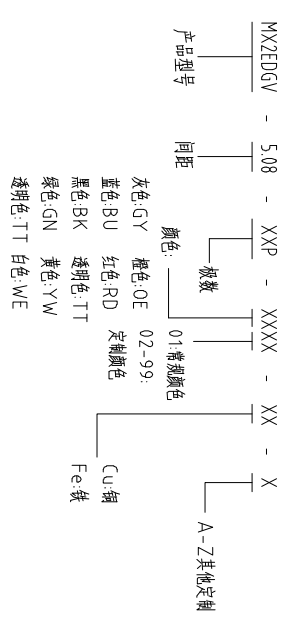 MX2EDGV - 5.08 - XXP - XXXX - XX - X
产品型号
间距
极数
颜色:
灰色:GY 橙色:OE
蓝色:BU 红色:RD
黑色:BK 透明色:TT
绿色:GN 黄色:YW
透明色:TT 白色:WE
01:常规颜色
02-99:
定制颜色
Cu:铜
Fe:铁
A-Z其他定制